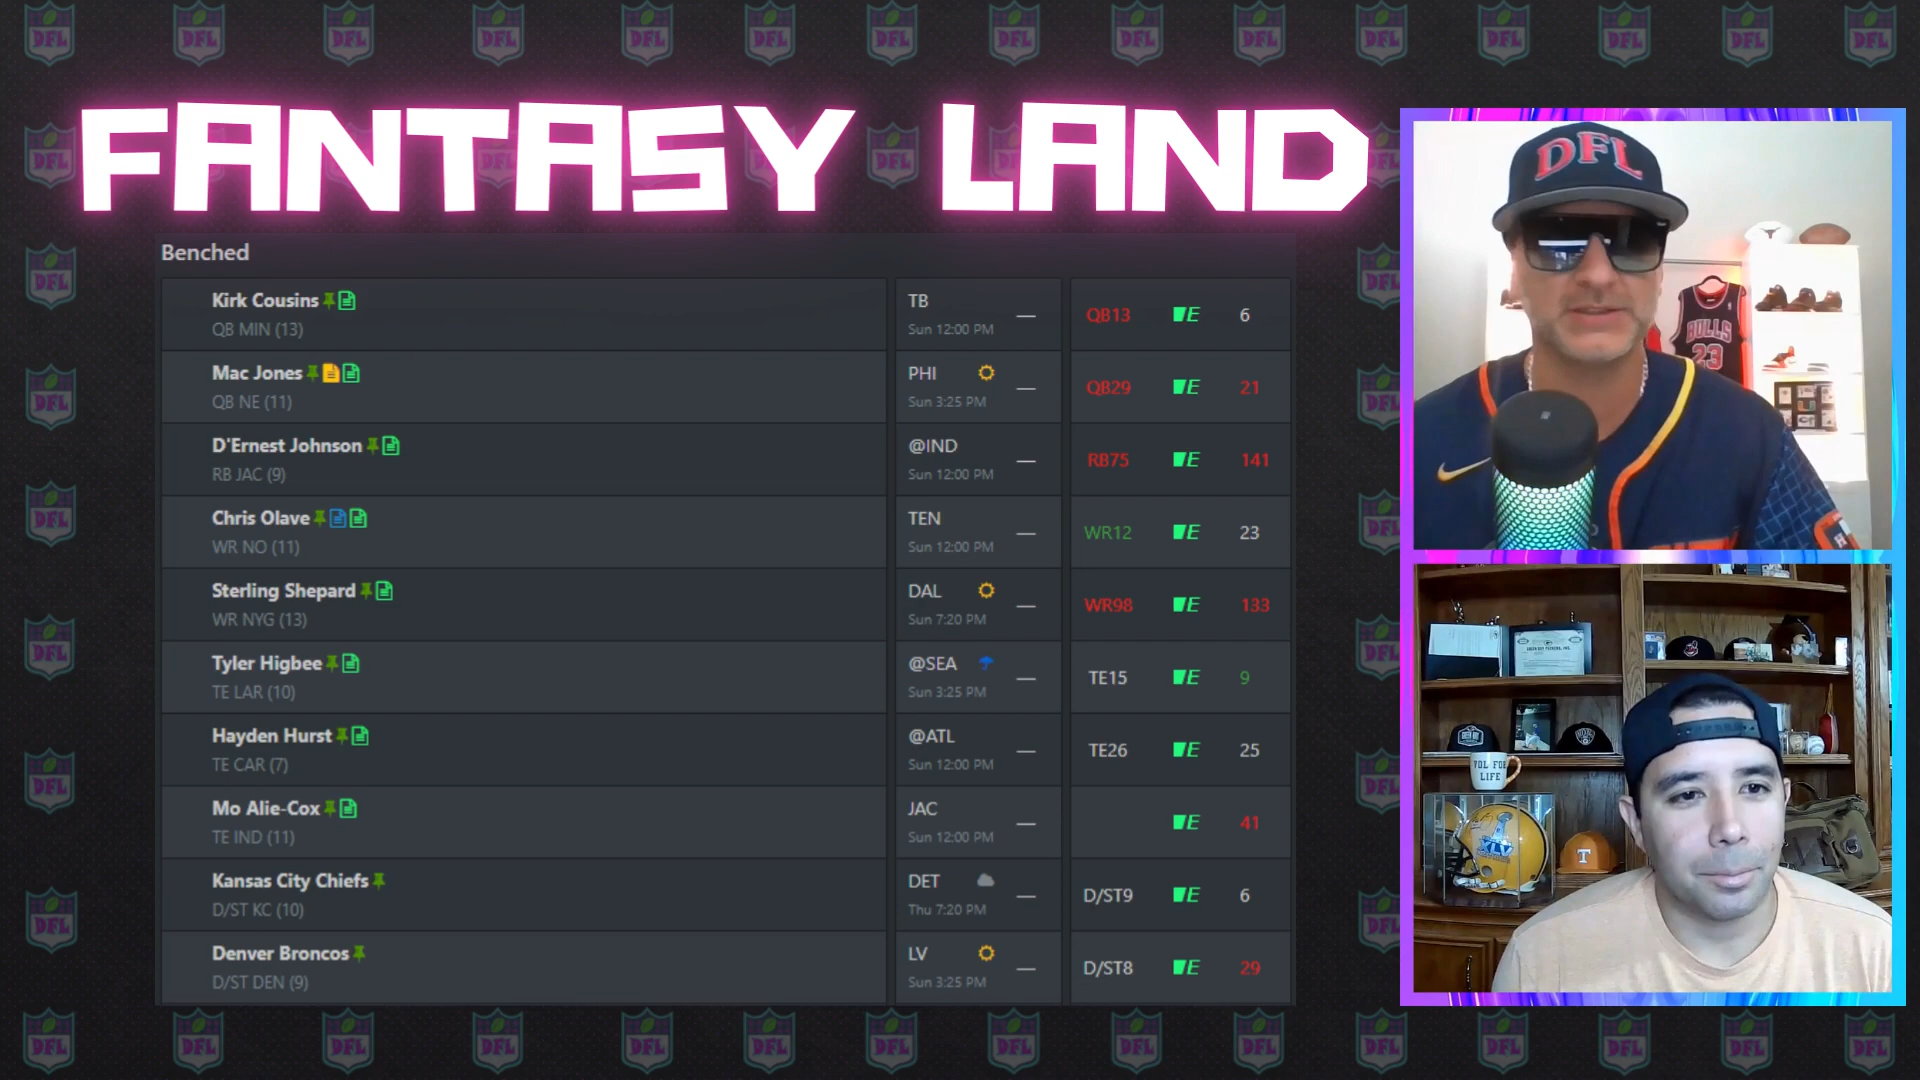 FANTASY LAND
Benched
Kirk Cousins
QB MIN (13)
TB
Sun 12:00 PM
—
QB13
E
6
Mac Jones
QB NE (11)
PHI
Sun 3:25 PM
—
QB29
E
21
D'Ernest Johnson
RB JAC (9)
@IND
Sun 12:00 PM
—
RB75
E
141
Chris Olave
WR NO (11)
TEN
Sun 12:00 PM
—
WR12
E
23
Sterling Shepard
WR NYG (13)
DAL
Sun 7:20 PM
—
WR98
E
133
Tyler Higbee
TE LAR (10)
@SEA
Sun 3:25 PM
—
TE15
E
9
Hayden Hurst
TE CAR (7)
@ATL
Sun 12:00 PM
—
TE26
E
25
Mo Alie-Cox
TE IND (11)
JAC
Sun 12:00 PM
—
E
41
Kansas City Chiefs
D/ST KC (10)
DET
Thu 7:20 PM
—
D/ST9
E
6
Denver Broncos
D/ST DEN (9)
LV
Sun 3:25 PM
—
D/ST8
E
29
DFL
BULLS
23
VOL FOR
LIFE
XLV
T